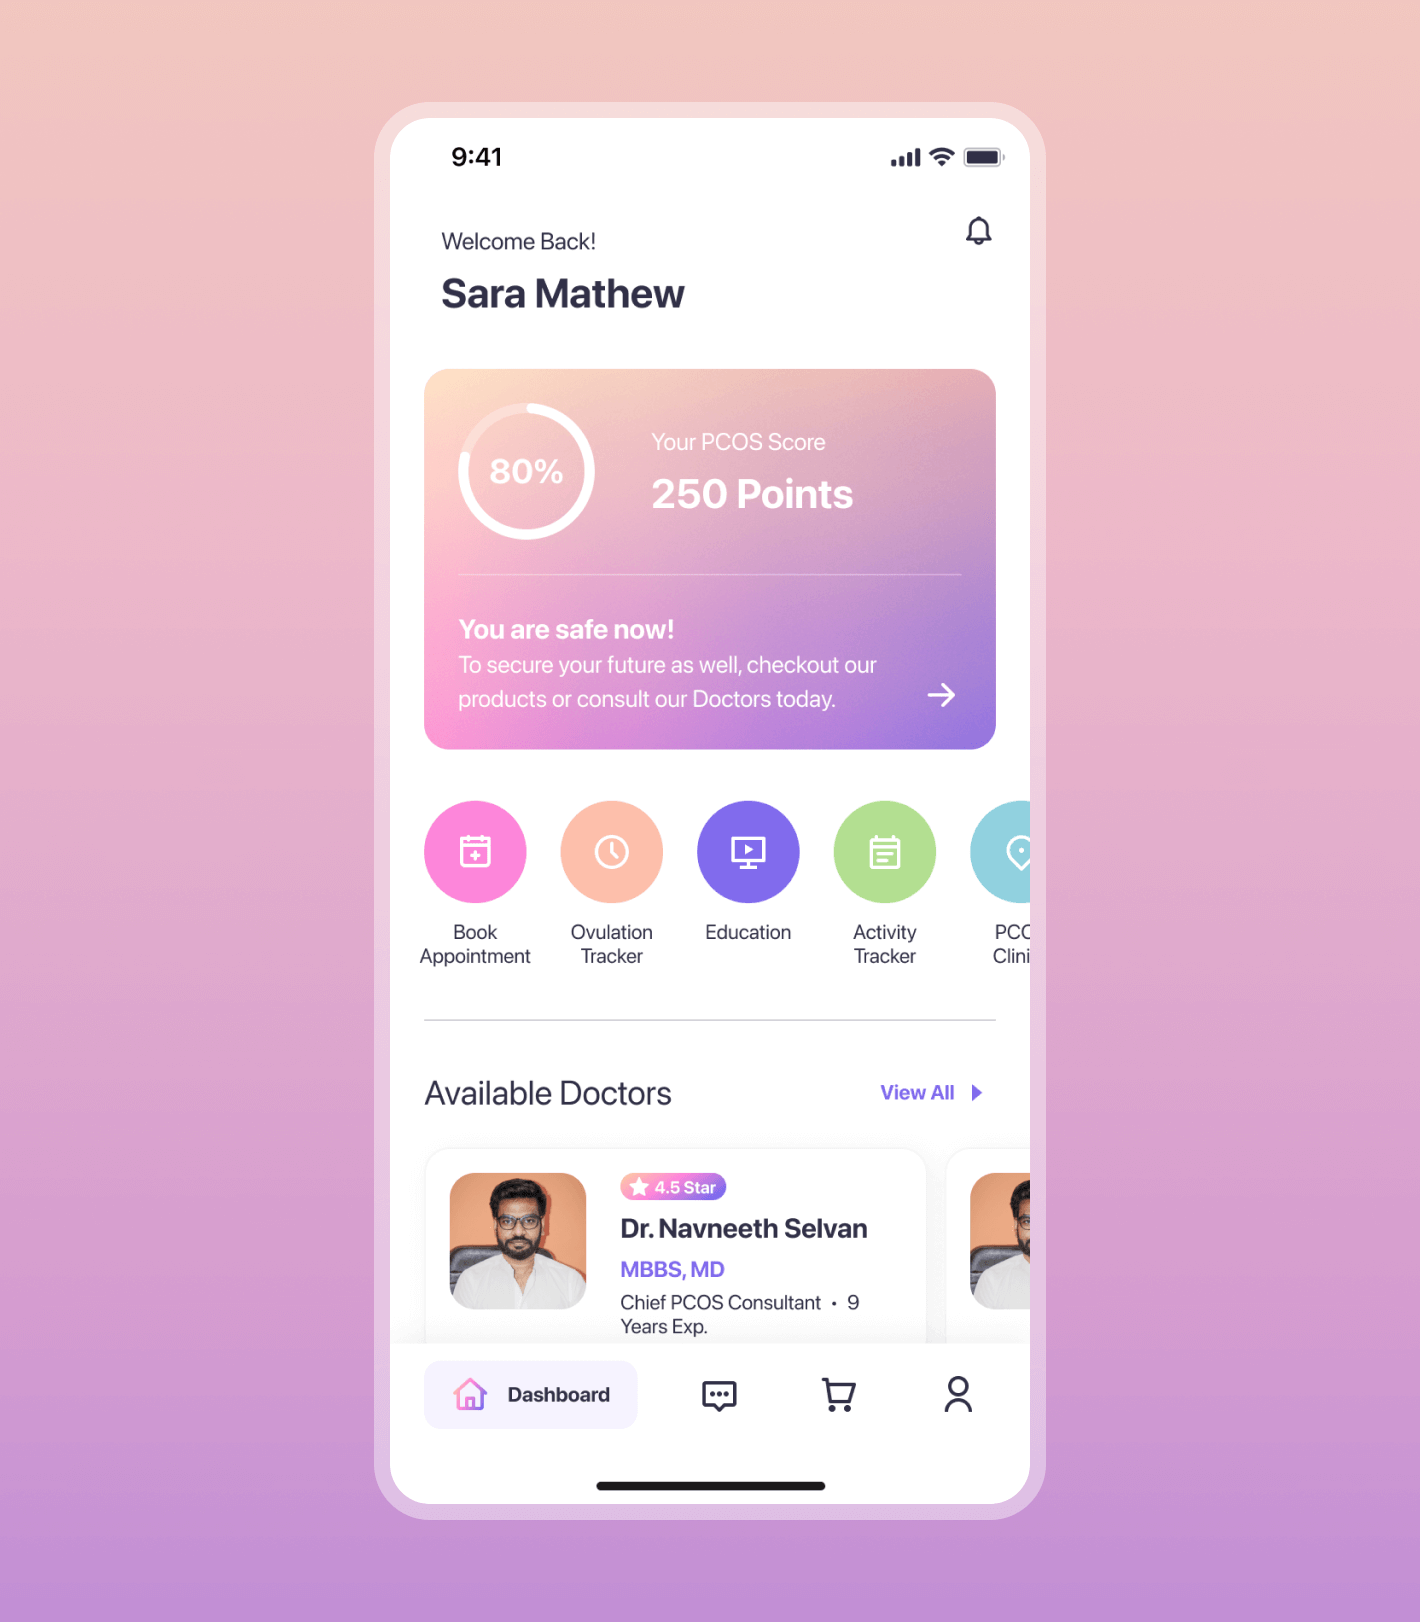 9:41
Welcome Back!
Sara Mathew
80%
Your PCOS Score
250 Points
You are safe now!
To secure your future as well, checkout our
products or consult our Doctors today.
Book
Appointment
Ovulation
Tracker
Education
Activity
Tracker
PCO
Clini
Available Doctors
View All
4.5 Star
Dr. Navneeth Selvan
MBBS, MD
Chief PCOS Consultant • 9
Years Exp.
Dashboard